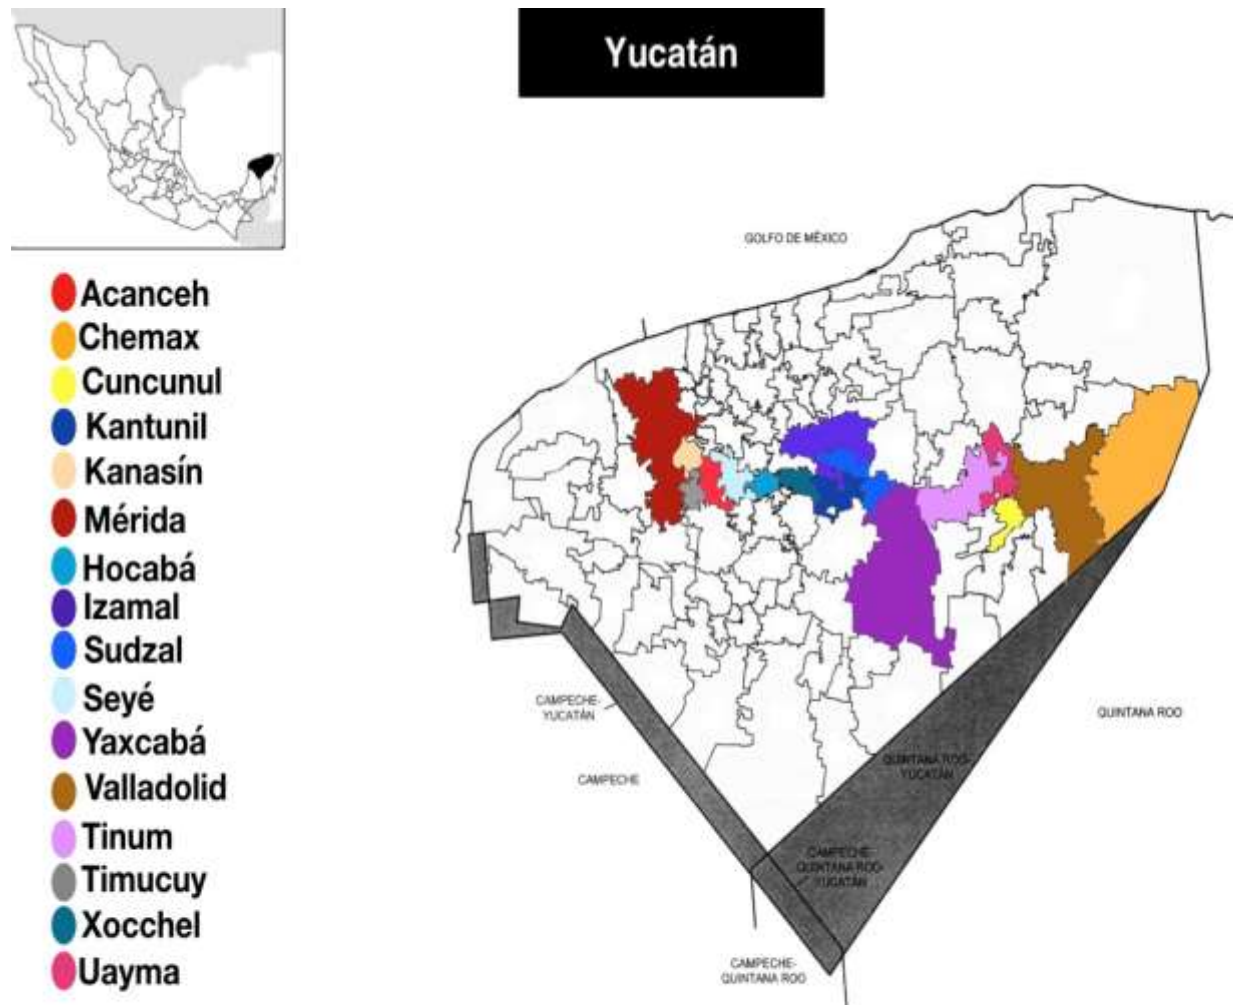 Yucatán
GOLFO DE MÉXICO
Acanceh
Chemax
Cuncunul
Kantunil
Kanasín
Mérida
Hocabá
Izamal
Sudzal
Seyé
Yaxcabá
Valladolid
Tinum
Timucuy
Xocchel
Uayma
CAMPECHE-
YUCATÁN
CAMPECHE
QUINTANA ROO
QUINTANA ROO-
YUCATÁN
CAMPECHE-
QUINTANA ROO-
YUCATÁN
CAMPECHE-
QUINTANA ROO